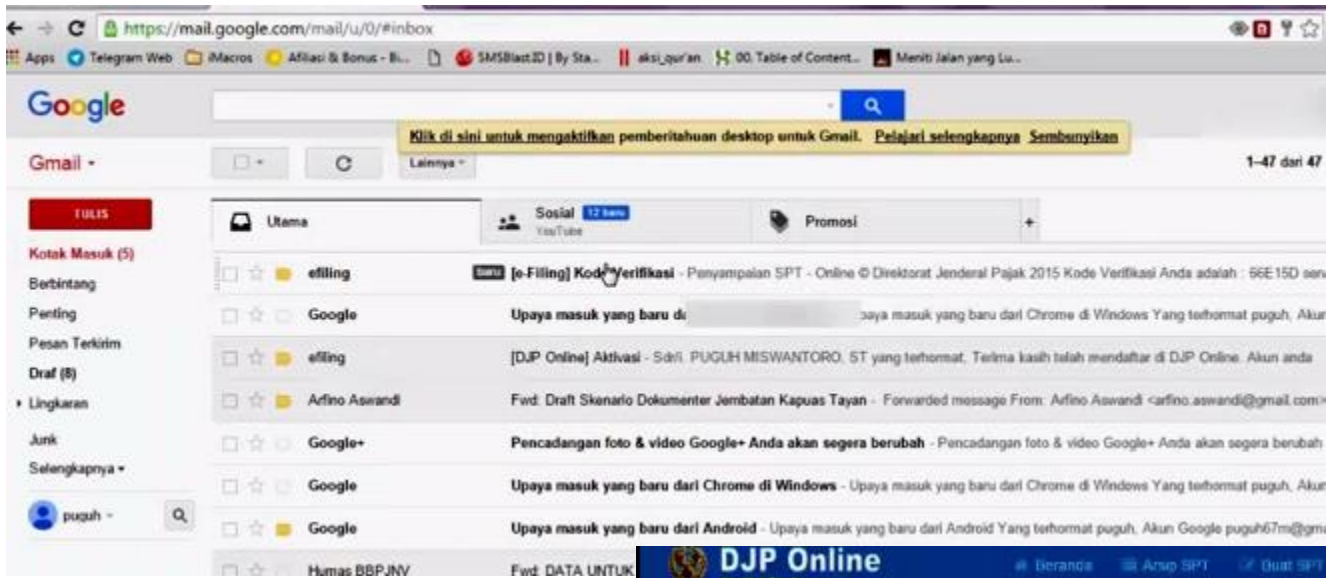 https://mail.google.com/mail/u/0/#inbox
Apps Telegram Web iMacros Afiliasi & Bonus - Bi... SMSBlast.ID | By Sta... aksi_qur'an 00. Table of Content... Meniti Jalan yang Lu...
Google
Klik di sini untuk mengaktifkan pemberitahuan desktop untuk Gmail. Pelajari selengkapnya Sembunyikan
Gmail Lainnya 1–47 dari 47
TULIS
Utama Sosial 12 baru Promosi +
YouTube
Kotak Masuk (5)
efiling baru [e-Filing] Kode Verifikasi - Penyampaian SPT - Online © Direktorat Jenderal Pajak 2015 Kode Verifikasi Anda adalah : 66E15D
Berbintang
Penting
Google Upaya masuk yang baru masuk yang baru dari Chrome di Windows Yang terhormat puguh, Akun
Pesan Terkirim
efiling [DJP Online] Aktivasi - Sdr/i. PUGUH MISWANTORO, ST yang terhormat, Terima kasih telah mendaftar di DJP Online. Akun anda
Draf (8)
Lingkaran
Arfino Aswandi Fwd: Draft Skenario Dokumenter Jembatan Kapuas Tayan - Forwarded message From: Arfino Aswandi <arfino.aswandi@gmail.com>
Junk
Google+ Pencadangan foto & video Google+ Anda akan segera berubah - Pencadangan foto & video Google+ Anda akan segera berubah
Selengkapnya
Google Upaya masuk yang baru dari Chrome di Windows - Upaya masuk yang baru dari Chrome di Windows Yang terhormat puguh, Akun
puguh
Google Upaya masuk yang baru dari Android - Upaya masuk yang baru dari Android Yang terhormat puguh, Akun Google
Humas BBPJNV Fwd: DATA UNTUK
DJP Online Beranda Arsip SPT Buat SPT